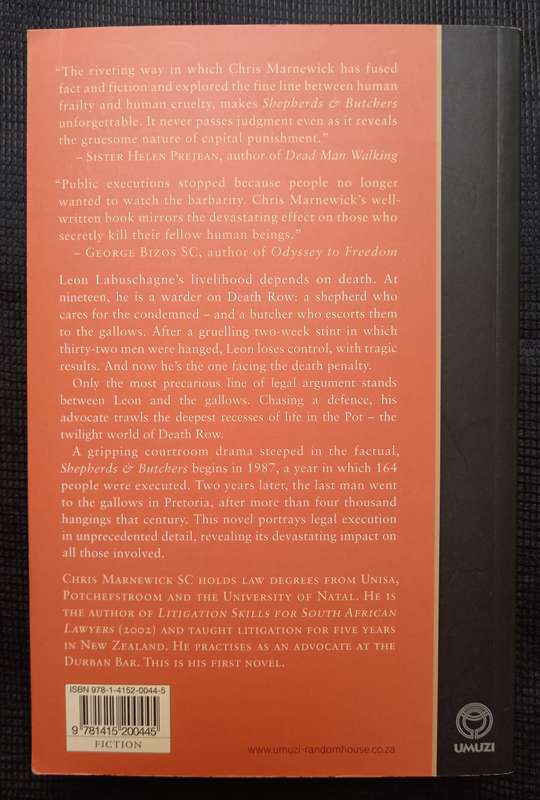 “The riveting way in which Chris Marnewick has fused
fact and fiction and explored the fine line between human
frailty and human cruelty, makes Shepherds & Butchers
unforgettable. It never passes judgment even as it reveals
the gruesome nature of capital punishment.”
– Sister Helen Prejean, author of Dead Man Walking
“Public executions stopped because people no longer
wanted to watch the barbarity. Chris Marnewick’s well-
written book mirrors the devastating effect on those who
secretly kill their fellow human beings.”
– George Bizos SC, author of Odyssey to Freedom
Leon Labuschagne’s livelihood depends on death. At
nineteen, he is a warder on Death Row: a shepherd who
cares for the condemned – and a butcher who escorts them
to the gallows. After a gruelling two-week stint in which
thirty-two men were hanged, Leon loses control, with tragic
results. And now he’s the one facing the death penalty.
Only the most precarious line of legal argument stands
between Leon and the gallows. Chasing a defence, his
advocate trawls the deepest recesses of life in the Pot – the
twilight world of Death Row.
A gripping courtroom drama steeped in the factual,
Shepherds & Butchers begins in 1987, a year in which 164
people were executed. Two years later, the last man went
to the gallows in Pretoria, after more than four thousand
hangings that century. This novel portrays legal execution
in unprecedented detail, revealing its devastating impact on
all those involved.
Chris Marnewick SC holds law degrees from Unisa,
Potchefstroom and the University of Natal. He is
the author of Litigation Skills for South African
Lawyers (2002) and taught litigation for five years
in New Zealand. He practises as an advocate at the
Durban Bar. This is his first novel.
ISBN 978-1-4152-0044-5
9 781415 200445
FICTION
www.umuzi-randomhouse.co.za
UMUZI